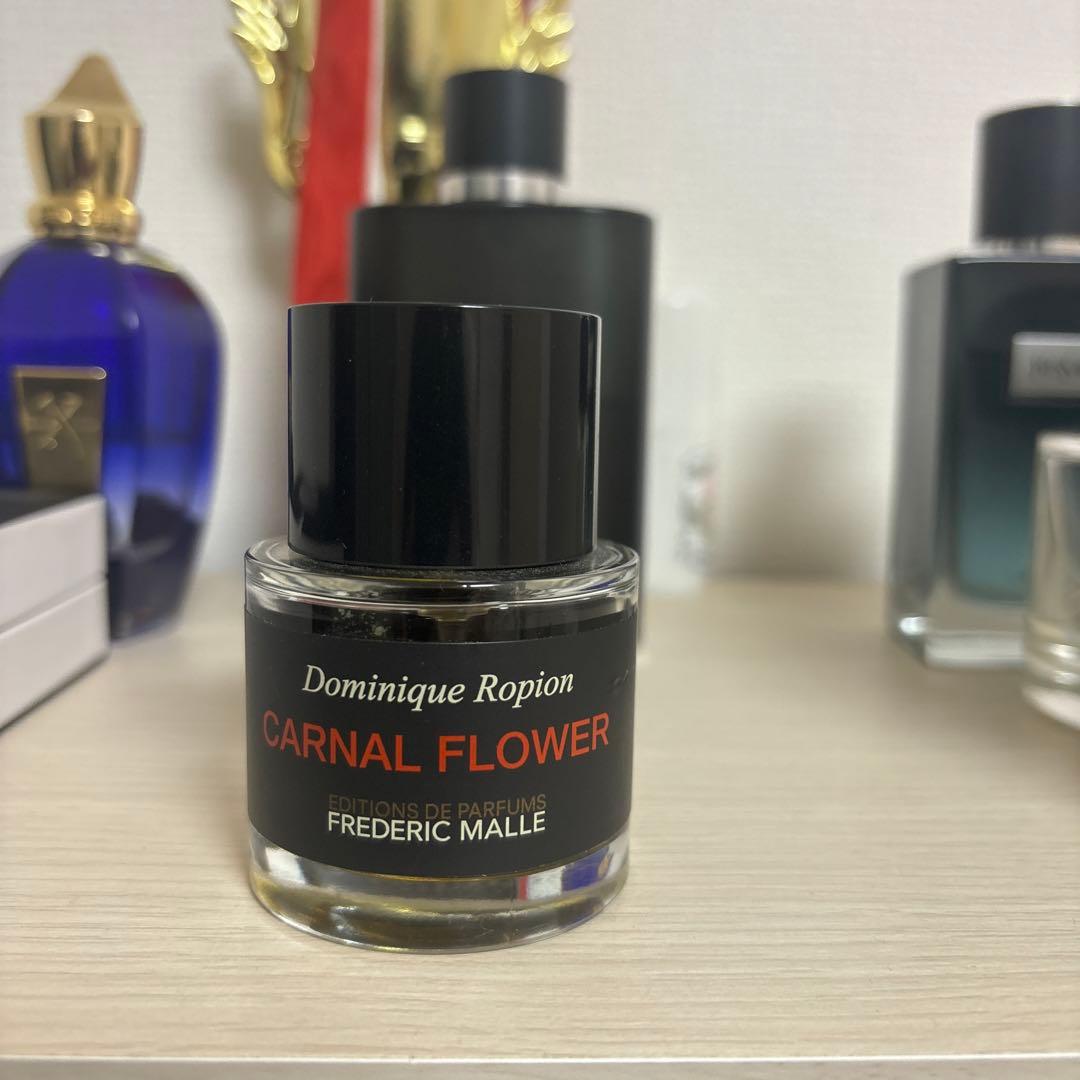 Dominique Ropion
CARNAL FLOWER
EDITIONS DE PARFUMS
FREDERIC MALLE